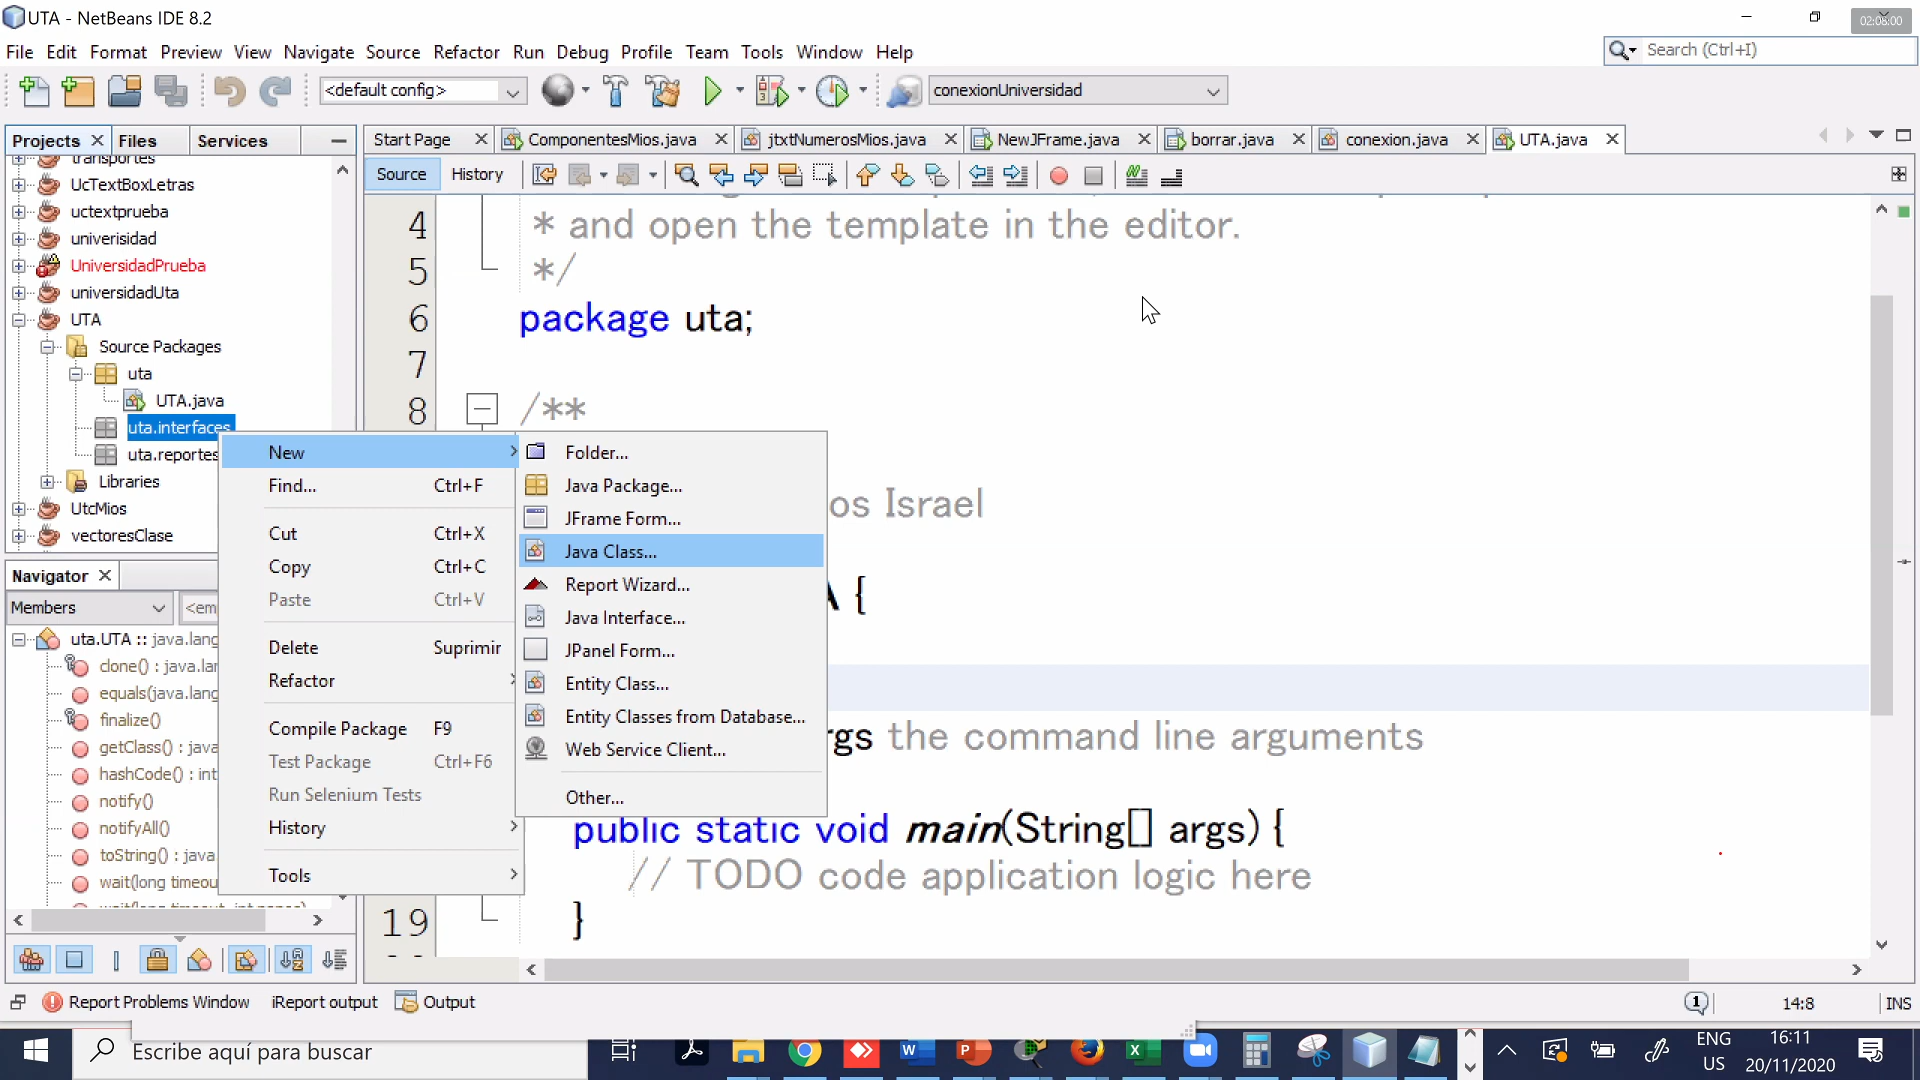 UTA - NetBeans IDE 8.2
02:08:00
File Edit Format Preview View Navigate Source Refactor Run Debug Profile Team Tools Window Help
Search (Ctrl+I)
<default config>
conexionUniversidad
Projects Files Services
Start Page ComponentesMios.java jtxtNumerosMios.java NewJFrame.java borrar.java conexion.java UTA.java
Source History
transportes
UcTextBoxLetras
uctextprueba
univerisidad
UniversidadPrueba
universidadUta
UTA
Source Packages
uta
UTA.java
uta.interfaces
uta.reportes
Libraries
UtcMios
vectoresClase
4 * and open the template in the editor.
5 */
6 package uta;
7
8 /**
os Israel
{
rgs the command line arguments
public static void main(String[] args) {
// TODO code application logic here
19 }
New
Find... Ctrl+F
Cut Ctrl+X
Copy Ctrl+C
Paste Ctrl+V
Delete Suprimir
Refactor
Compile Package F9
Test Package Ctrl+F6
Run Selenium Tests
History
Tools
Folder...
Java Package...
JFrame Form...
Java Class...
Report Wizard...
Java Interface...
JPanel Form...
Entity Class...
Entity Classes from Database...
Web Service Client...
Other...
Navigator
Members <em
uta.UTA :: java.lang
clone() : java.lar
equals(java.lang
finalize()
getClass() : java
hashCode() : int
notify()
notifyAll()
toString() : java.
wait(long timeou
Report Problems Window iReport output Output
1 14:8 INS
Escribe aquí para buscar
ENG
US
16:11
20/11/2020